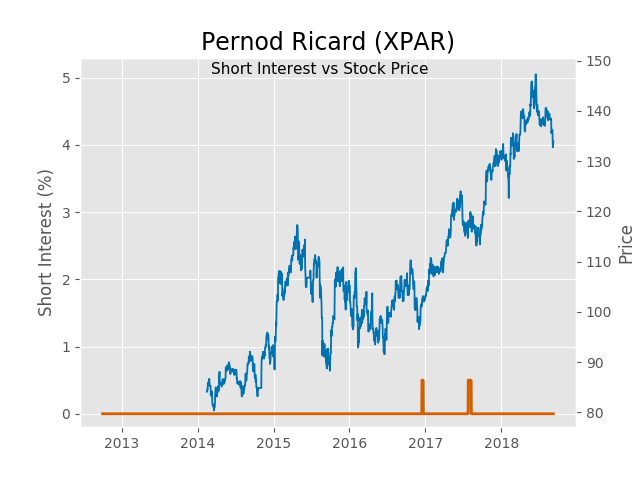 Pernod Ricard (XPAR)
Short Interest vs Stock Price
Short Interest (%)
5
4
3
2
1
0
150
140
130
120
110
100
90
80
Price
2013 2014 2015 2016 2017 2018